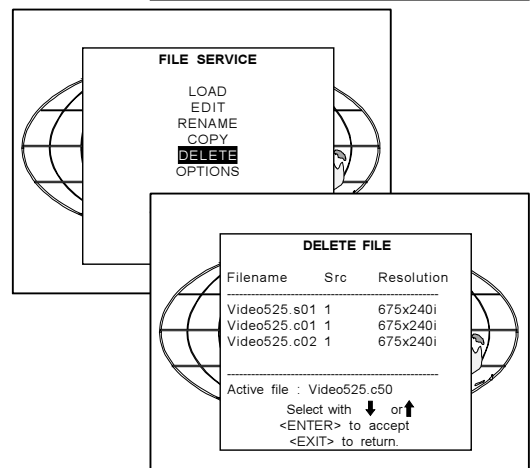 FILE SERVICE
LOAD
EDIT
RENAME
COPY
DELETE
OPTIONS
DELETE FILE
Filename Src Resolution
Video525.s01 1 675x240i
Video525.c01 1 675x240i
Video525.c02 1 675x240i
Active file : Video525.c50
Select with ⬇ or ⬆
<ENTER> to accept
<EXIT> to return.